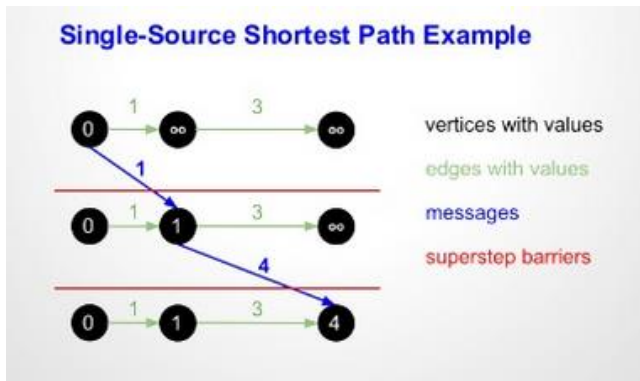 Single-Source Shortest Path Example
1 3
0 ∞ ∞
vertices with values
1
edges with values
1 3
0 1 ∞
messages
4
superstep barriers
1 3
0 1 4